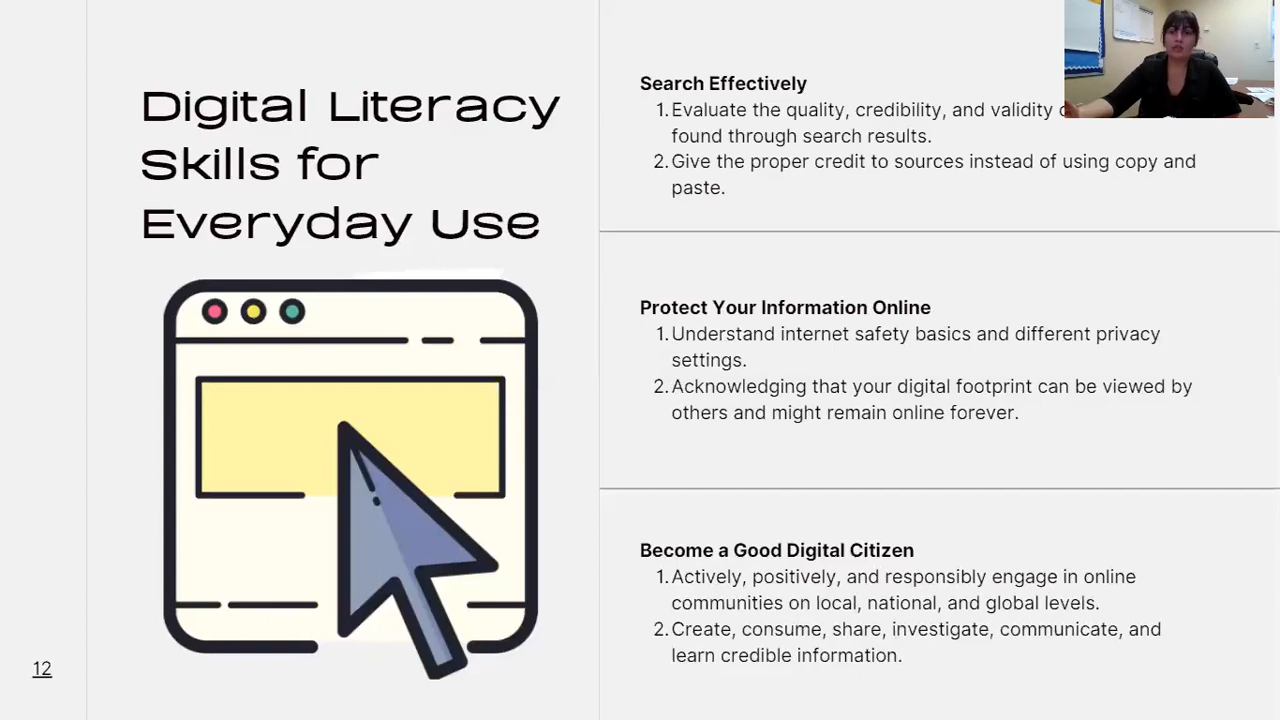 Digital Literacy
Skills for
Everyday Use
12
Search Effectively
1. Evaluate the quality, credibility, and validity
found through search results.
2. Give the proper credit to sources instead of using copy and
paste.
Protect Your Information Online
1. Understand internet safety basics and different privacy
settings.
2. Acknowledging that your digital footprint can be viewed by
others and might remain online forever.
Become a Good Digital Citizen
1. Actively, positively, and responsibly engage in online
communities on local, national, and global levels.
2. Create, consume, share, investigate, communicate, and
learn credible information.